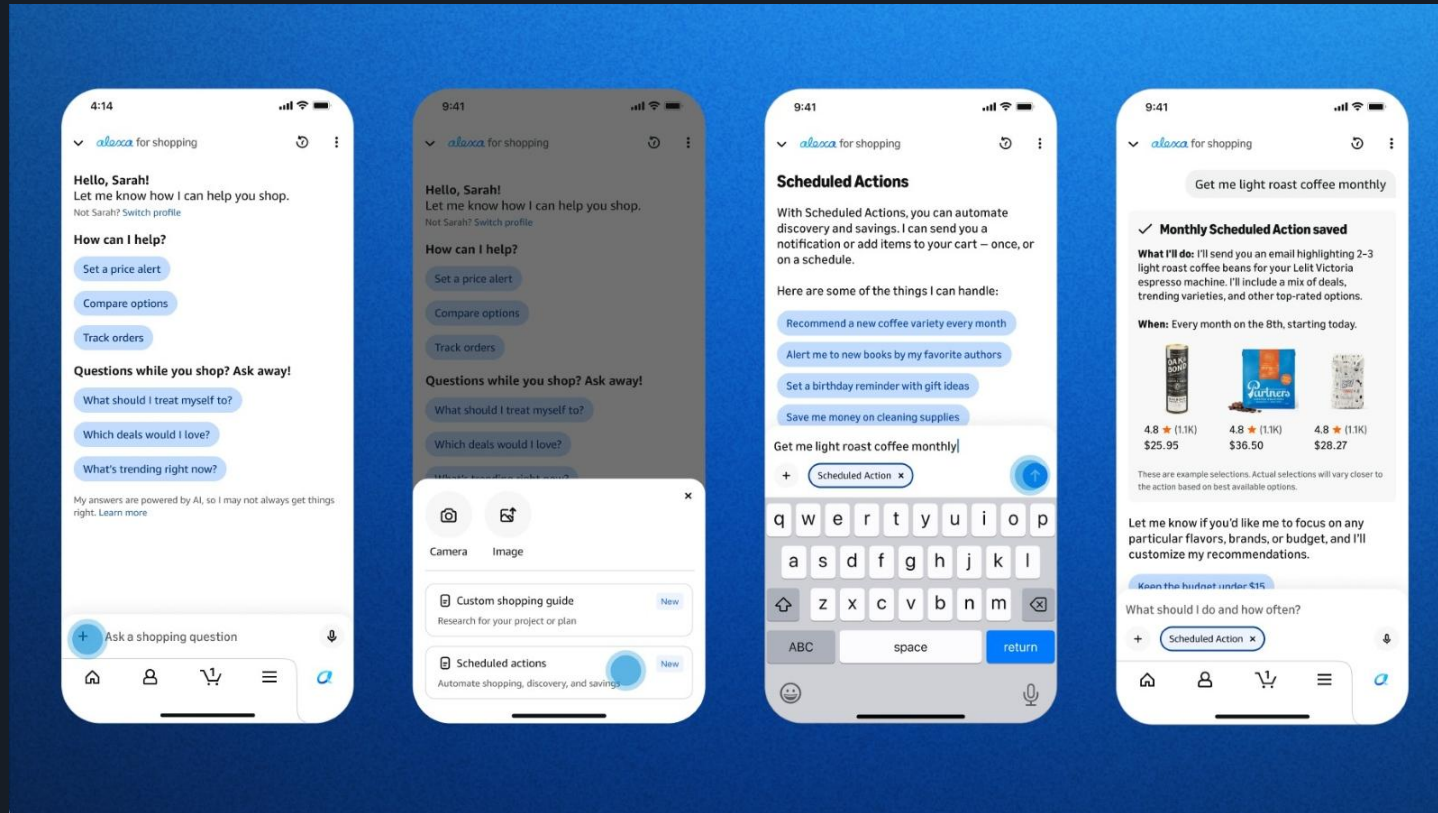 4:14
alexa for shopping
Hello, Sarah!
Let me know how I can help you shop.
Not Sarah? Switch profile
How can I help?
Set a price alert
Compare options
Track orders
Questions while you shop? Ask away!
What should I treat myself to?
Which deals would I love?
What's trending right now?
My answers are powered by AI, so I may not always get things
right. Learn more
+ Ask a shopping question
1
9:41
alexa for shopping
Hello, Sarah!
Let me know how I can help you shop.
Not Sarah? Switch profile
How can I help?
Set a price alert
Compare options
Track orders
Questions while you shop? Ask away!
What should I treat myself to?
Which deals would I love?
What's trending right now?
Camera Image
Custom shopping guide New
Research for your project or plan
Scheduled actions New
Automate shopping, discovery, and savings
9:41
alexa for shopping
Scheduled Actions
With Scheduled Actions, you can automate
discovery and savings. I can send you a
notification or add items to your cart – once, or
on a schedule.
Here are some of the things I can handle:
Recommend a new coffee variety every month
Alert me to new books by my favorite authors
Set a birthday reminder with gift ideas
Save me money on cleaning supplies
Get me light roast coffee monthly
+ Scheduled Action ×
q w e r t y u i o p
a s d f g h j k l
z x c v b n m
ABC space return
9:41
alexa for shopping
Get me light roast coffee monthly
Monthly Scheduled Action saved
What I'll do: I'll send you an email highlighting 2–3
light roast coffee beans for your Lelit Victoria
espresso machine. I'll include a mix of deals,
trending varieties, and other top-rated options.
When: Every month on the 8th, starting today.
OAK &
BOND
Partners
4.8 ★ (1.1K) 4.8 ★ (1.1K) 4.8 ★ (1.1K)
$25.95 $36.50 $28.27
These are example selections. Actual selections will vary closer to
the action based on best available options.
Let me know if you'd like me to focus on any
particular flavors, brands, or budget, and I'll
customize my recommendations.
Keep the budget under $15
What should I do and how often?
+ Scheduled Action ×
1